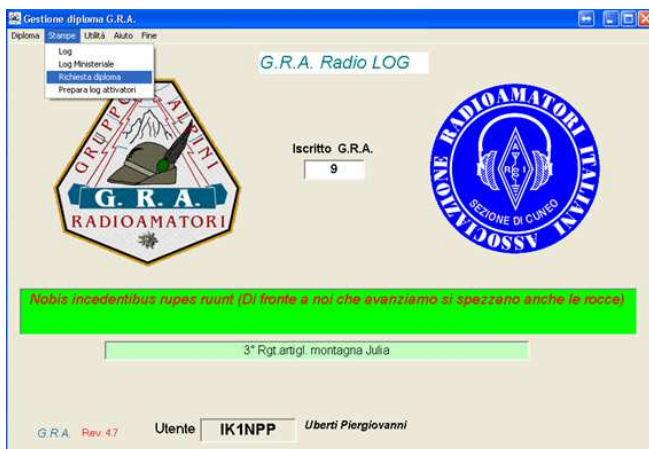 Gestione diploma G.R.A.
Diploma Stampe Utilità Aiuto Fine
Log
Log Ministeriale
Richiesta diploma
Prepara log attivatori
G.R.A. Radio LOG
GRUPPO ALPINI
G. R. A.
RADIOAMATORI
Iscritto G.R.A.
9
ASSOCIAZIONE RADIOAMATORI ITALIANI
A R I
SEZIONE DI CUNEO
Nobis incedentibus rupes ruunt (Di fronte a noi che avanziamo si spezzano anche le rocce)
3° Rgt.artigl. montagna Julia
G.R.A. Rev. 4.7 Utente IK1NPP Uberti Piergiovanni